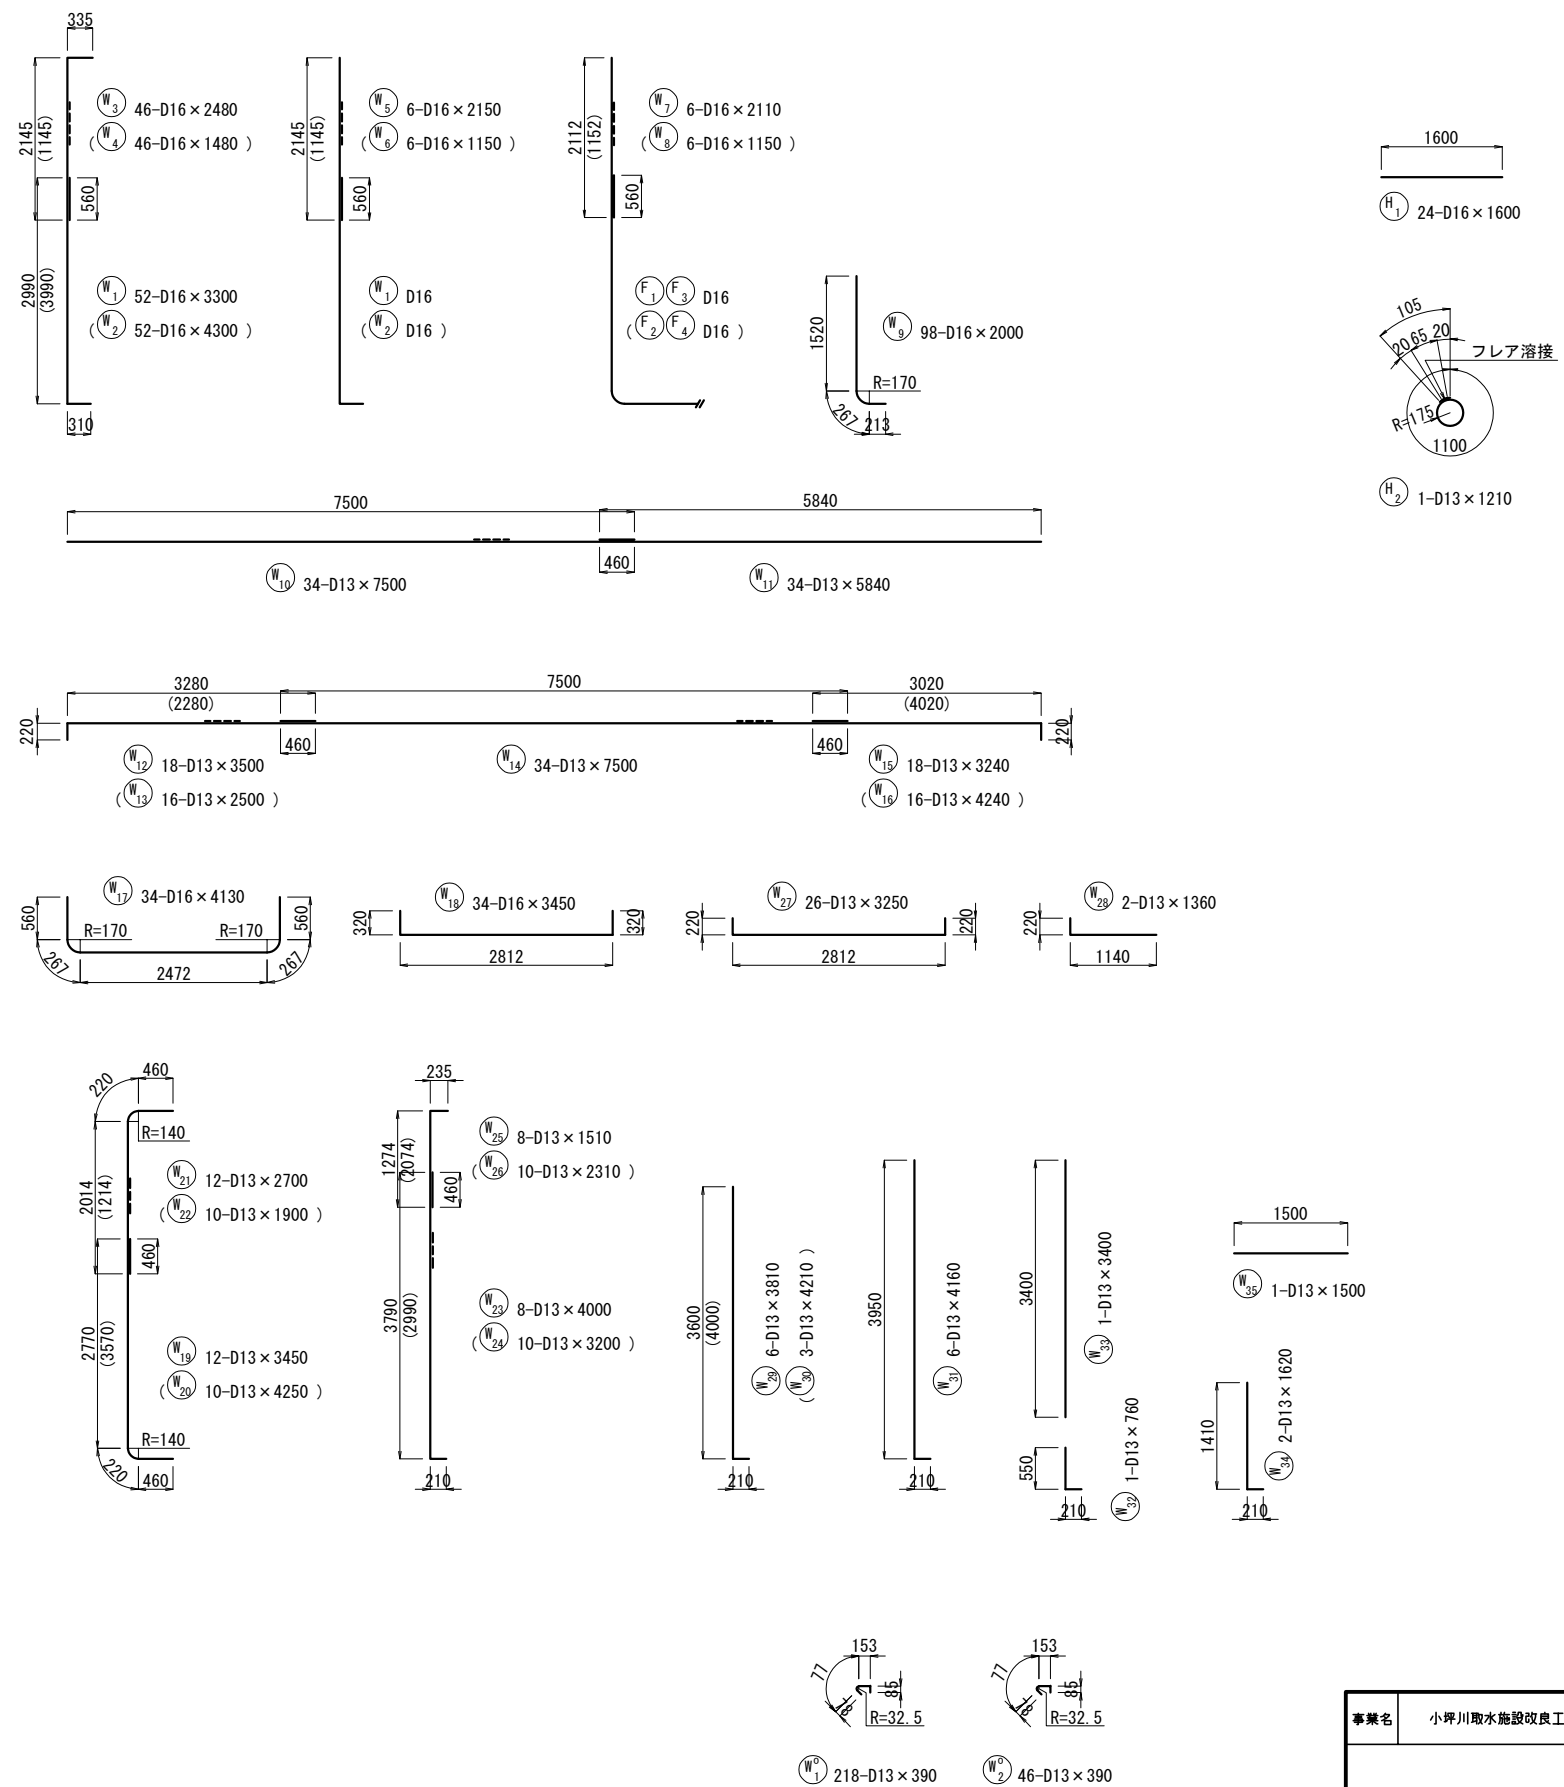 335
2145
(1145)
W3 46-D16×2480
(W4 46-D16×1480 )
560
2990
(3990)
W1 52-D16×3300
(W2 52-D16×4300 )
310
2145
(1145)
W5 6-D16×2150
(W6 6-D16×1150 )
560
W1 D16
(W2 D16 )
2112
(1152)
W7 6-D16×2110
(W8 6-D16×1150 )
560
F1 F3 D16
(F2 F4 D16 )
1520
W9 98-D16×2000
R=170
267
213
1600
H1 24-D16×1600
105
20 65 20
フレア溶接
R=175
1100
H2 1-D13×1210
7500
5840
460
W10 34-D13×7500
W11 34-D13×5840
3280
(2280)
7500
3020
(4020)
220
220
460
460
W12 18-D13×3500
(W13 16-D13×2500 )
W14 34-D13×7500
W15 18-D13×3240
(W16 16-D13×4240 )
W17 34-D16×4130
560
560
R=170
R=170
267
267
2472
W18 34-D16×3450
320
320
2812
W27 26-D13×3250
220
220
2812
W28 2-D13×1360
220
1140
460
220
R=140
2014
(1214)
W21 12-D13×2700
(W22 10-D13×1900 )
460
2770
(3570)
W19 12-D13×3450
(W20 10-D13×4250 )
R=140
220
460
235
1274
(2074)
W25 8-D13×1510
(W26 10-D13×2310 )
460
3790
(2990)
W23 8-D13×4000
(W24 10-D13×3200 )
210
3600
(4000)
W29 6-D13×3810
(W30 3-D13×4210 )
210
3950
W31 6-D13×4160
210
3400
W33 1-D13×3400
550
W32 1-D13×760
210
1500
W35 1-D13×1500
1410
W34 2-D13×1620
210
153
77
85
R=32.5
W°1 218-D13×390
153
77
85
R=32.5
W°2 46-D13×390
事業名 小坪川取水施設改良工